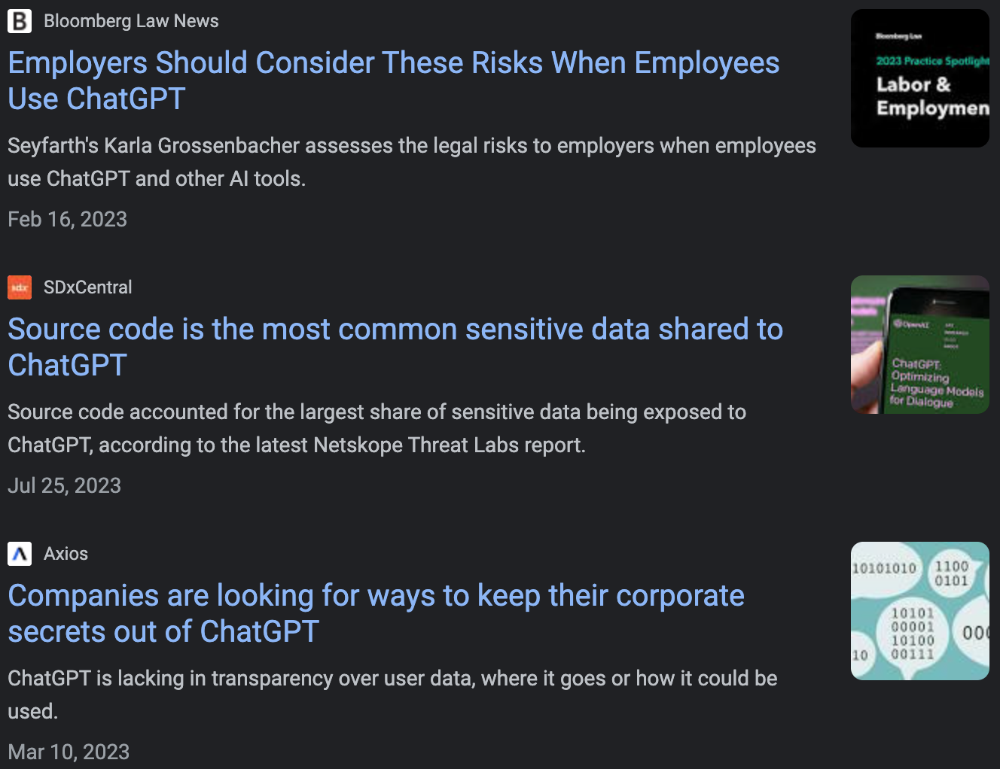 B Bloomberg Law News
Employers Should Consider These Risks When Employees
Use ChatGPT
Seyfarth's Karla Grossenbacher assesses the legal risks to employers when employees
use ChatGPT and other AI tools.
Feb 16, 2023
Bloomberg Law
2023 Practice Spotlight
Labor &
Employmen
sdx SDxCentral
Source code is the most common sensitive data shared to
ChatGPT
Source code accounted for the largest share of sensitive data being exposed to
ChatGPT, according to the latest Netskope Threat Labs report.
Jul 25, 2023
OpenAI
ChatGPT:
Optimizing
Language Models
for Dialogue
Axios
Companies are looking for ways to keep their corporate
secrets out of ChatGPT
ChatGPT is lacking in transparency over user data, where it goes or how it could be
used.
Mar 10, 2023
10101010
1100
0101
10101
00001
10100
00111
000
10